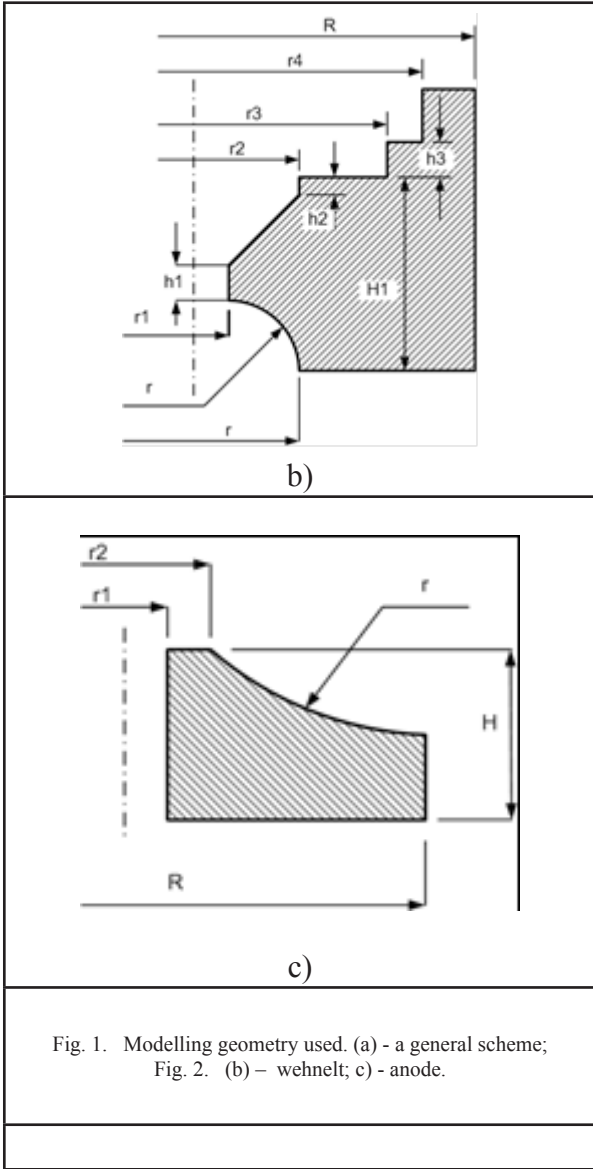 R
r4
r3
r2
h3
h2
h1
H1
r1
r
r
b)
r2
r1
r
H
R
c)
Fig. 1. Modelling geometry used. (a) - a general scheme;
Fig. 2. (b) – wehnelt; c) - anode.